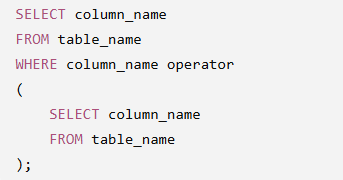 SELECT column_name
FROM table_name
WHERE column_name operator
(
    SELECT column_name
    FROM table_name
);